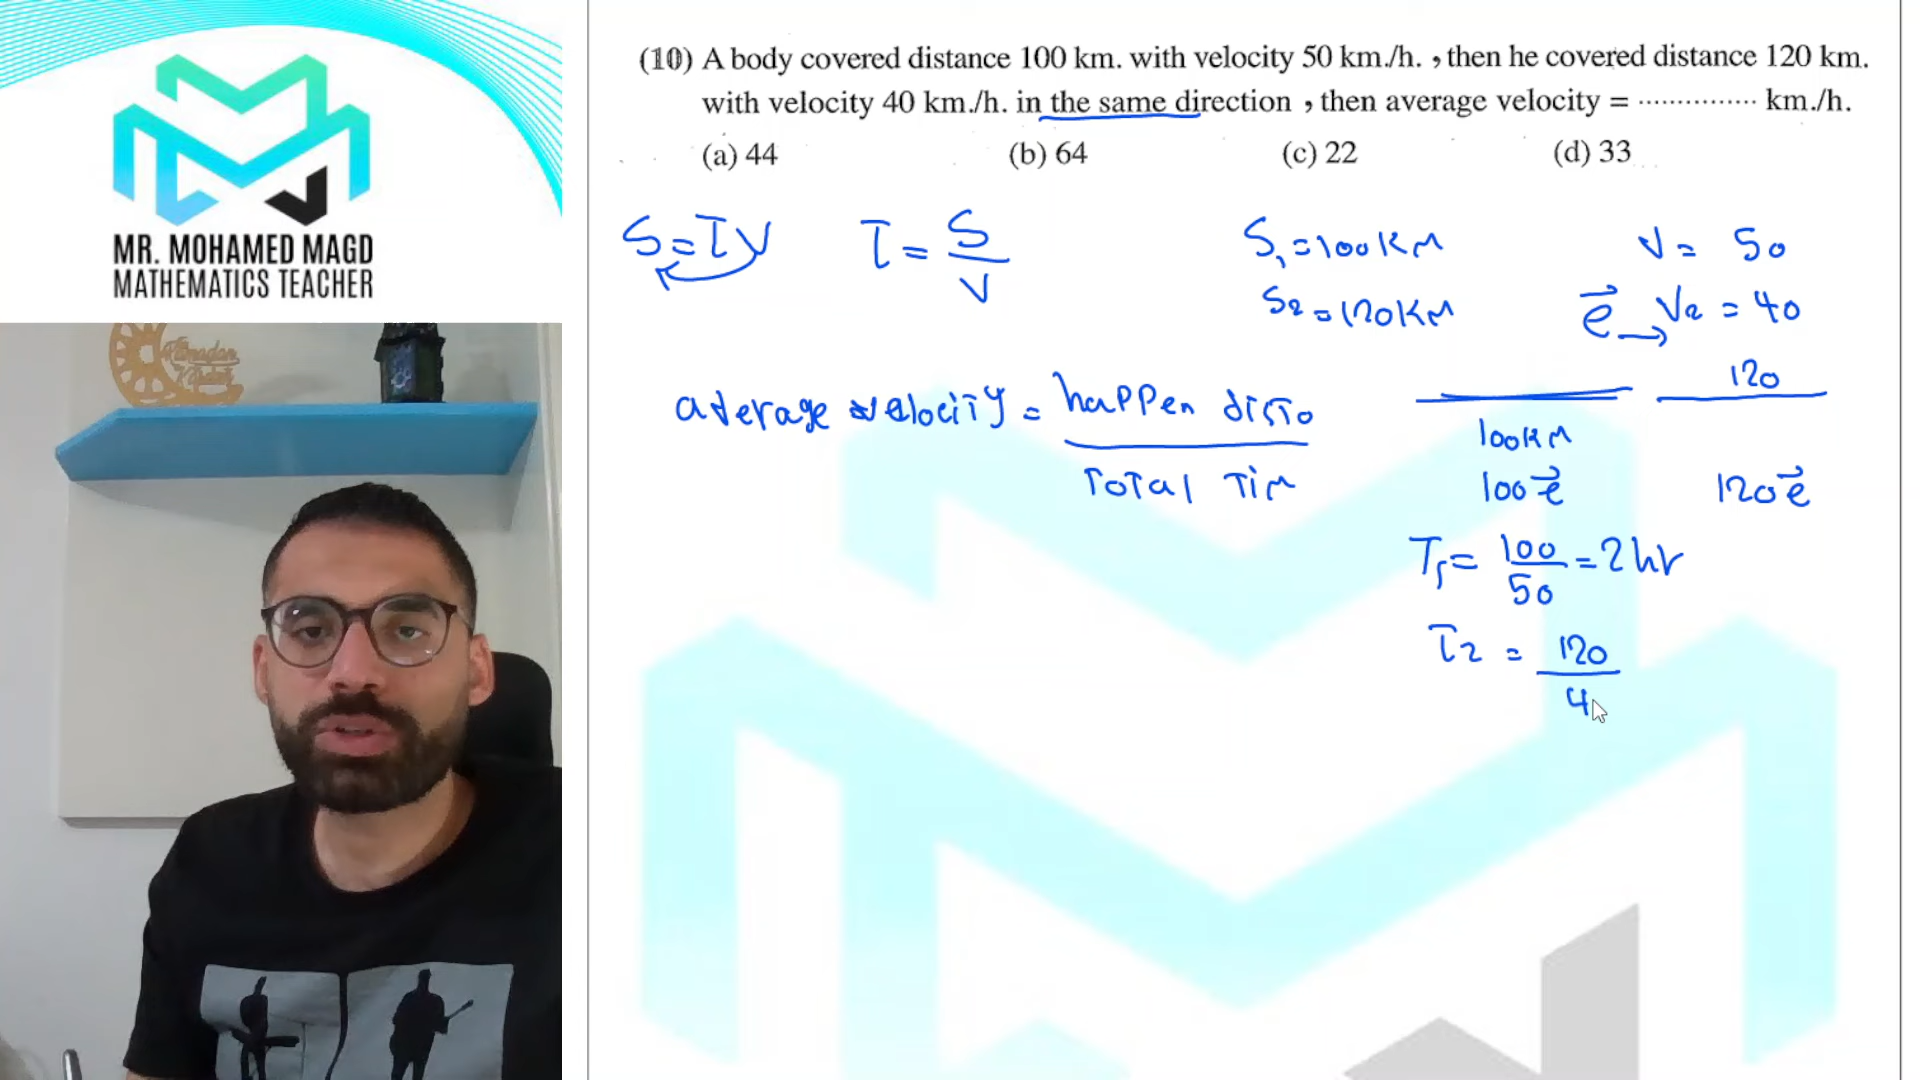 MR. MOHAMED MAGD
MATHEMATICS TEACHER
(10) A body covered distance 100 km. with velocity 50 km./h. , then he covered distance 120 km.
with velocity 40 km./h. in the same direction , then average velocity = ............... km./h.
(a) 44 (b) 64 (c) 22 (d) 33
S = TV T = S/V S₁ = 100 KM V = 50
S₂ = 120 KM e⃗ → V₂ = 40
120
average velocity = happen disto / Total Tim
100 KM
100 e⃗ 120 e⃗
T₁ = 100/50 = 2 hr
T₂ = 120/4
Ramadan
Kareem